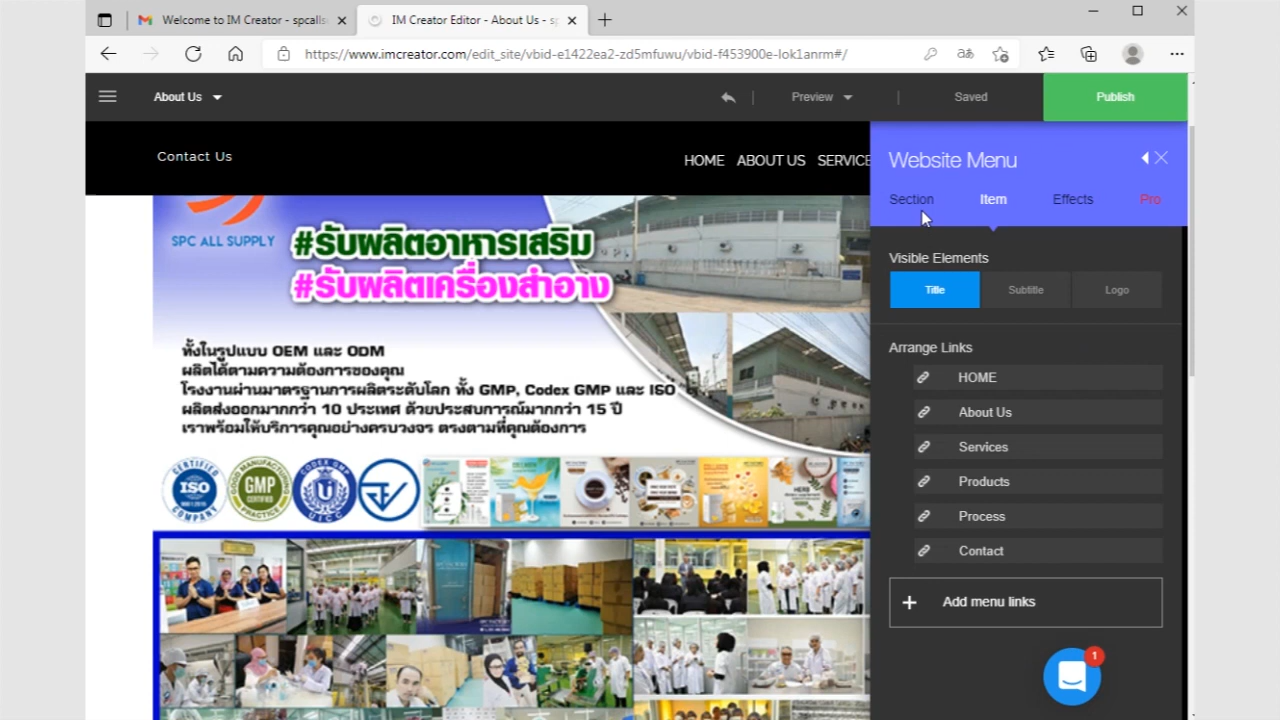 Welcome to IM Creator - spcalls
IM Creator Editor - About Us - sp
https://www.imcreator.com/edit_site/vbid-e1422ea2-zd5mfuwu/vbid-f453900e-lok1anrm#/
About Us
Preview
Saved
Publish
Contact Us
HOME ABOUT US SERVICE
Website Menu
Section Item Effects Pro
Visible Elements
Title Subtitle Logo
Arrange Links
HOME
About Us
Services
Products
Process
Contact
Add menu links
1
SPC ALL SUPPLY
#รับผลิตอาหารเสริม
#รับผลิตเครื่องสำอาง
ทั้งในรูปแบบ OEM และ ODM
ผลิตได้ตามความต้องการของคุณ
โรงงานผ่านมาตรฐานการผลิตระดับโลก ทั้ง GMP, Codex GMP และ ISO
ผลิตส่งออกมากกว่า 10 ประเทศ ด้วยประสบการณ์มากกว่า 15 ปี
เราพร้อมให้บริการคุณอย่างครบวงจร ตรงตามที่คุณต้องการ
CERTIFIED
ISO
COMPANY
GOOD MANUFACTURING
GMP
CERTIFIED
PRACTICE
CODEX GMP
UICC
HERB